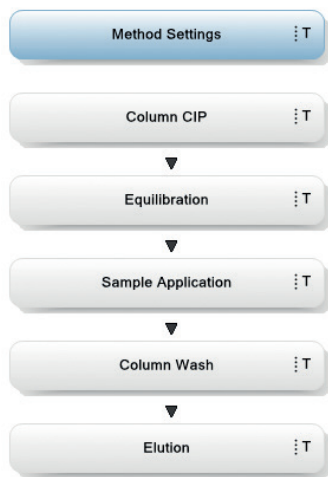 Method Settings T
Column CIP T
Equilibration T
Sample Application T
Column Wash T
Elution T